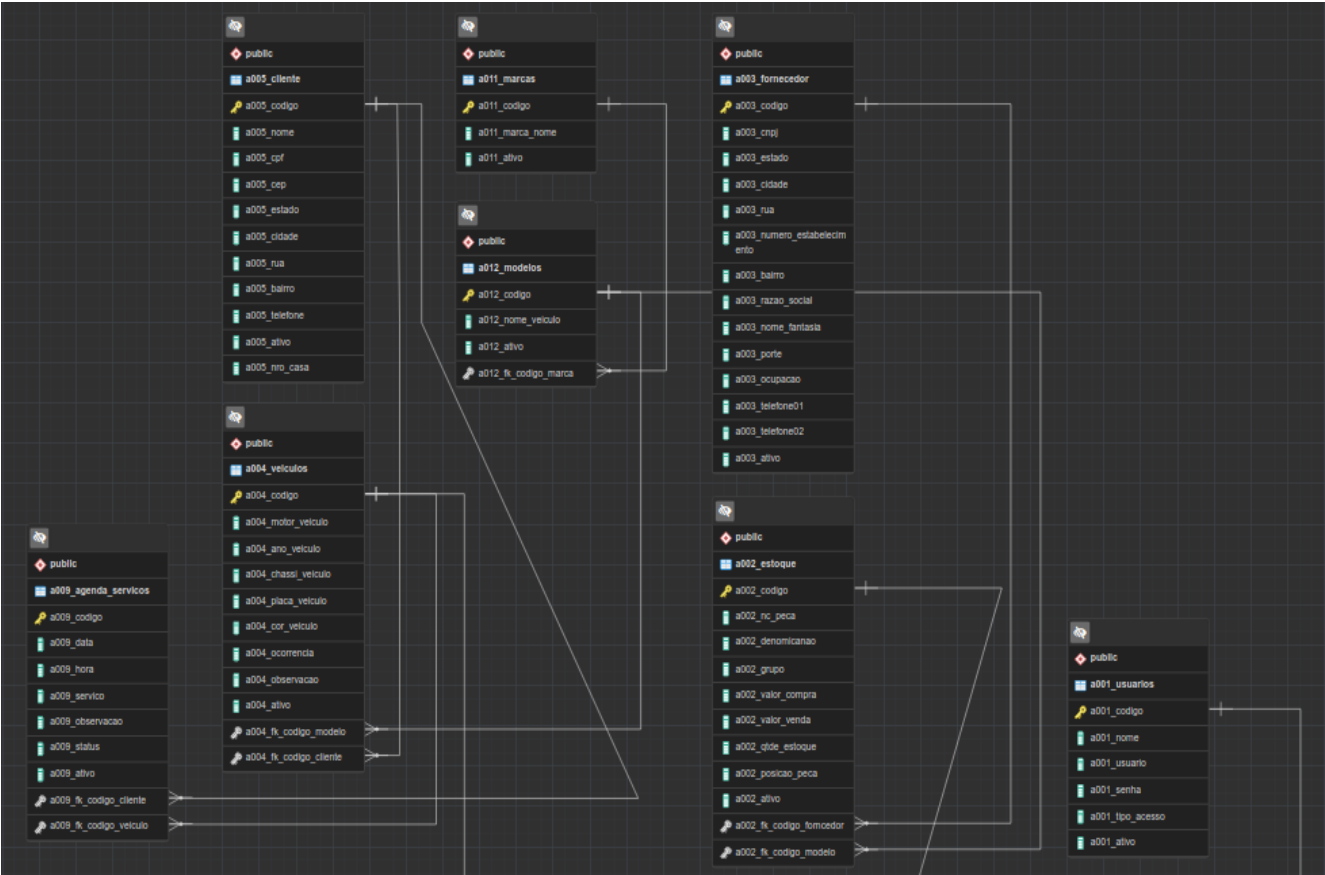 public
a005_cliente
a005_codigo
a005_nome
a005_cpf
a005_cep
a005_estado
a005_cidade
a005_rua
a005_bairro
a005_telefone
a005_ativo
a005_nro_casa
public
a011_marcas
a011_codigo
a011_marca_nome
a011_ativo
public
a003_fornecedor
a003_codigo
a003_cnpj
a003_estado
a003_cidade
a003_rua
a003_numero_estabelecim
ento
a003_bairro
a003_razao_social
a003_nome_fantasia
a003_porte
a003_ocupacao
a003_telefone01
a003_telefone02
a003_ativo
public
a012_modelos
a012_codigo
a012_nome_veiculo
a012_ativo
a012_fk_codigo_marca
public
a004_veiculos
a004_codigo
a004_motor_veiculo
a004_ano_veiculo
a004_chassi_veiculo
a004_placa_veiculo
a004_cor_veiculo
a004_ocorrencia
a004_observacao
a004_ativo
a004_fk_codigo_modelo
a004_fk_codigo_cliente
public
a009_agenda_servicos
a009_codigo
a009_data
a009_hora
a009_servico
a009_observacao
a009_status
a009_ativo
a009_fk_codigo_cliente
a009_fk_codigo_veiculo
public
a002_estoque
a002_codigo
a002_nc_peca
a002_denomicanao
a002_grupo
a002_valor_compra
a002_valor_venda
a002_qtde_estoque
a002_posicao_peca
a002_ativo
a002_fk_codigo_forncedor
a002_fk_codigo_modelo
public
a001_usuarios
a001_codigo
a001_nome
a001_usuario
a001_senha
a001_tipo_acesso
a001_ativo